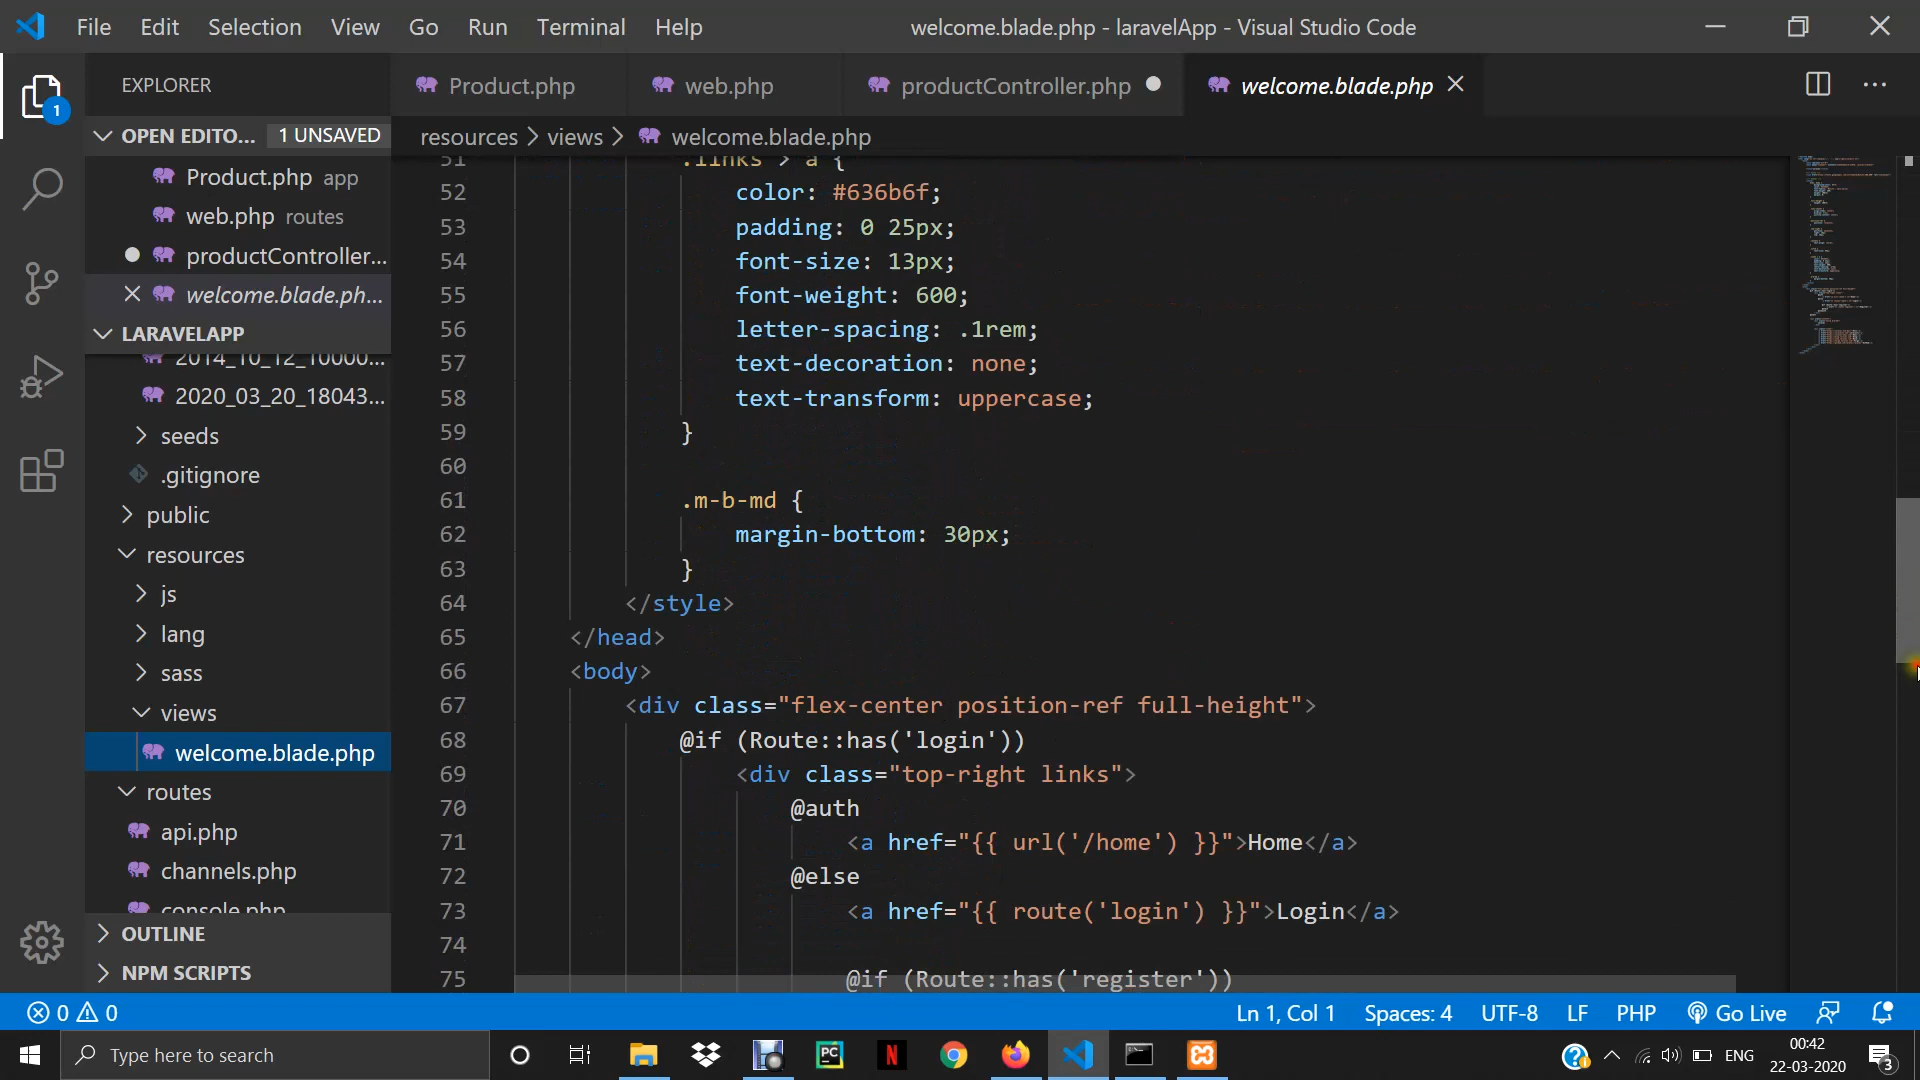 File Edit Selection View Go Run Terminal Help welcome.blade.php - laravelApp - Visual Studio Code
EXPLORER
Product.php web.php productController.php welcome.blade.php
1
OPEN EDITO... 1 UNSAVED
Product.php app
web.php routes
productController...
welcome.blade.ph...
LARAVELAPP
2014_10_12_10000...
2020_03_20_18043...
seeds
.gitignore
public
resources
js
lang
sass
views
welcome.blade.php
routes
api.php
channels.php
console.php
OUTLINE
NPM SCRIPTS
resources > views > welcome.blade.php
51 .links > a {
52 color: #636b6f;
53 padding: 0 25px;
54 font-size: 13px;
55 font-weight: 600;
56 letter-spacing: .1rem;
57 text-decoration: none;
58 text-transform: uppercase;
59 }
60
61 .m-b-md {
62 margin-bottom: 30px;
63 }
64 </style>
65 </head>
66 <body>
67 <div class="flex-center position-ref full-height">
68 @if (Route::has('login'))
69 <div class="top-right links">
70 @auth
71 <a href="{{ url('/home') }}">Home</a>
72 @else
73 <a href="{{ route('login') }}">Login</a>
74
75 @if (Route::has('register'))
0 0 Ln 1, Col 1 Spaces: 4 UTF-8 LF PHP Go Live
Type here to search
PC
N
ENG
00:42
22-03-2020
3